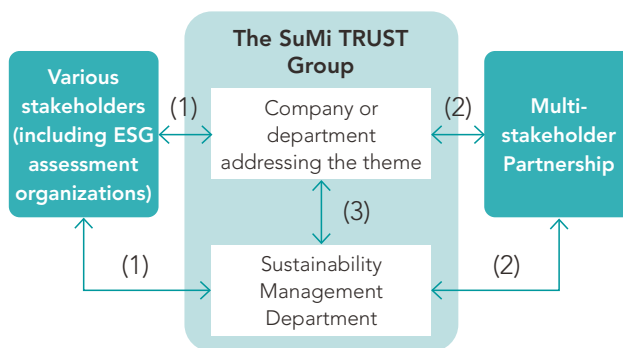 The SuMi TRUST
Group
Various
stakeholders
(including ESG
assessment
organizations)
(1)
Company or
department
addressing the theme
(2)
Multi-
stakeholder
Partnership
(3)
(1)
Sustainability
Management
Department
(2)